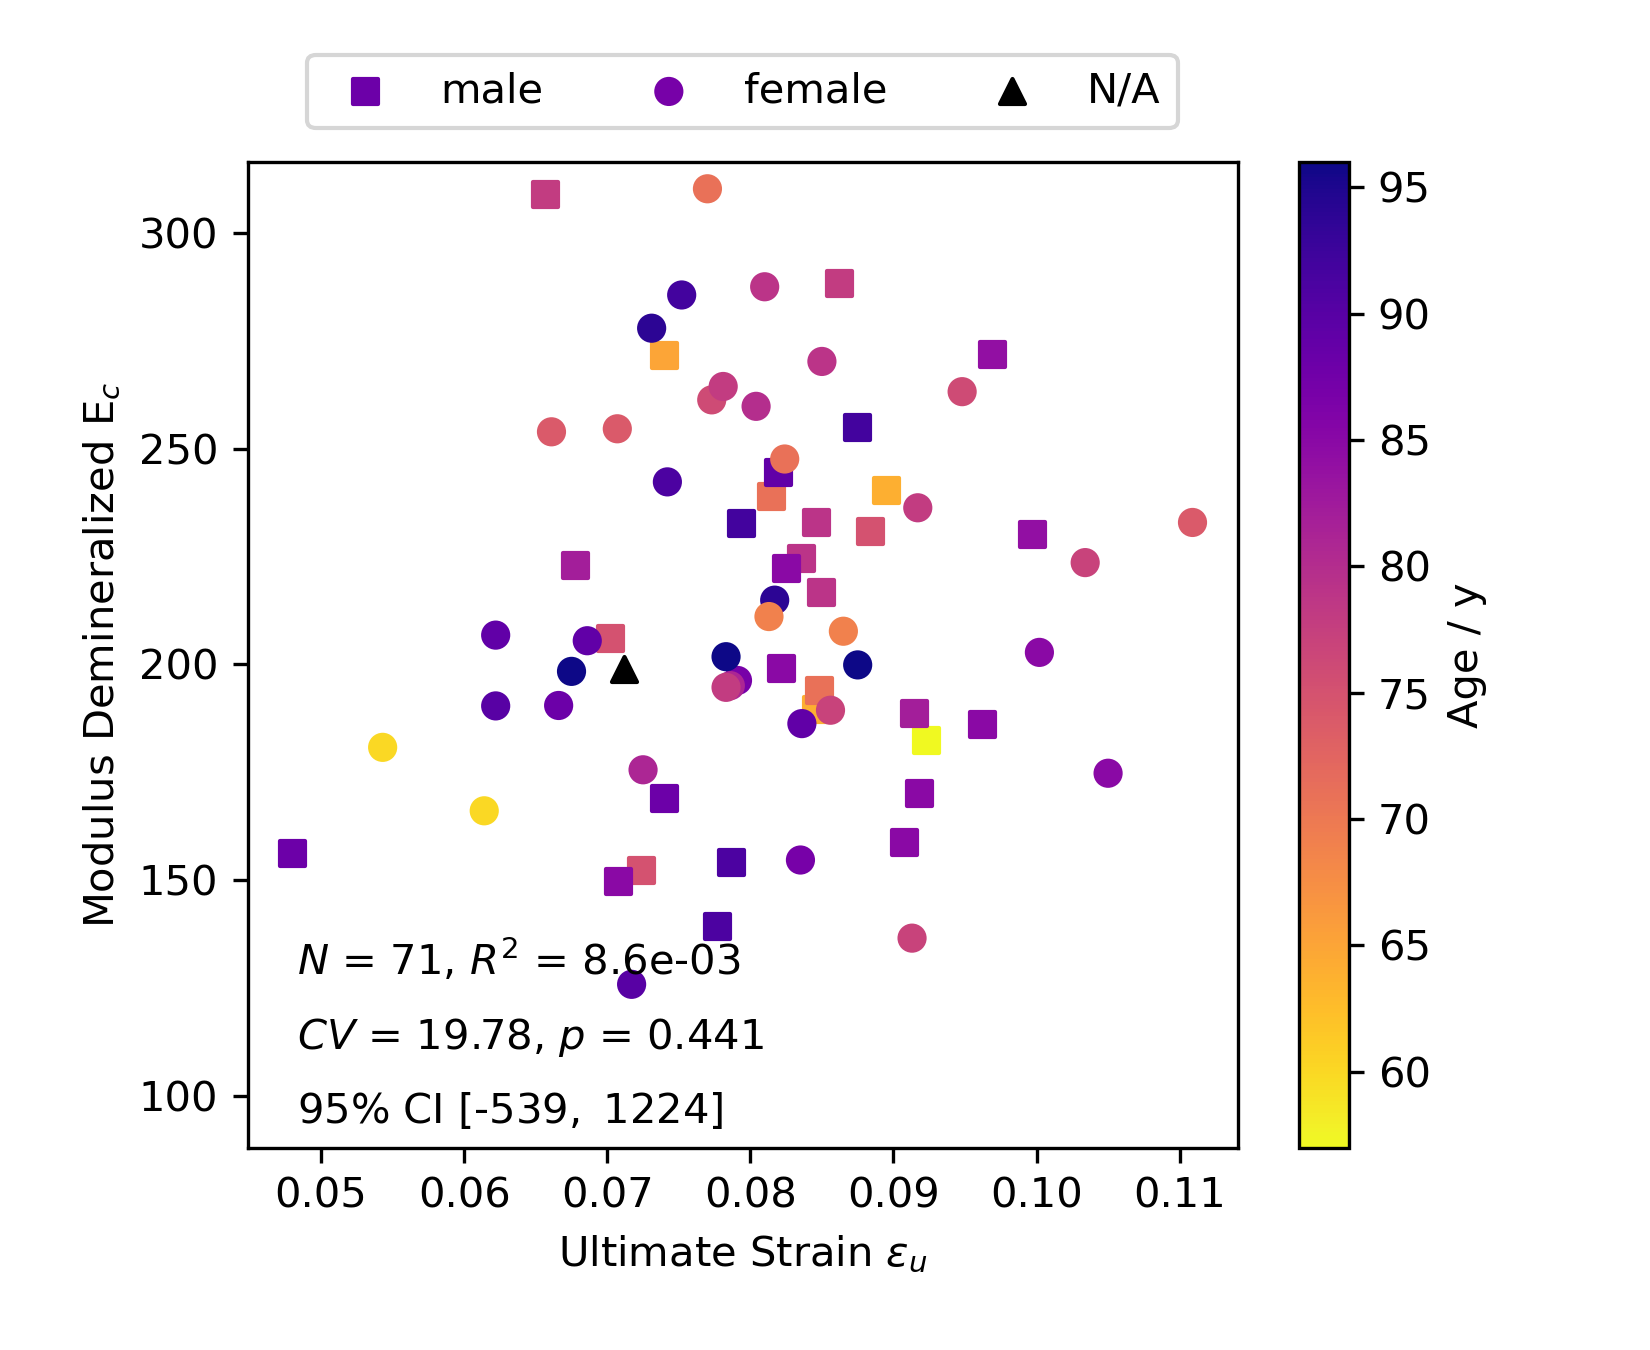 male female N/A
300
250
200
150
100
Modulus Demineralized E_c
N = 71, R² = 8.6e-03
CV = 19.78, p = 0.441
95% CI [-539, 1224]
0.05 0.06 0.07 0.08 0.09 0.10 0.11
Ultimate Strain ε_u
95
90
85
80
75
70
65
60
Age / y